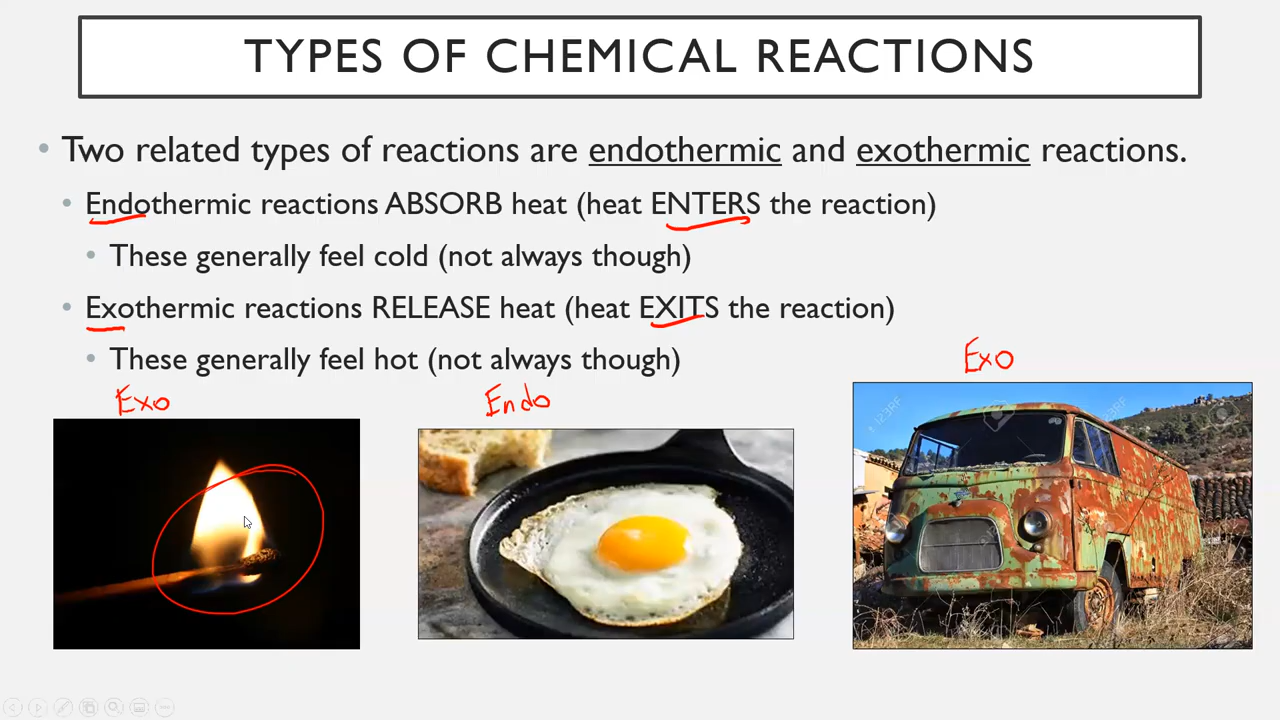 TYPES OF CHEMICAL REACTIONS
• Two related types of reactions are endothermic and exothermic reactions.
• Endothermic reactions ABSORB heat (heat ENTERS the reaction)
• These generally feel cold (not always though)
• Exothermic reactions RELEASE heat (heat EXITS the reaction)
• These generally feel hot (not always though)
Exo
Endo
Exo
123RF
123RF